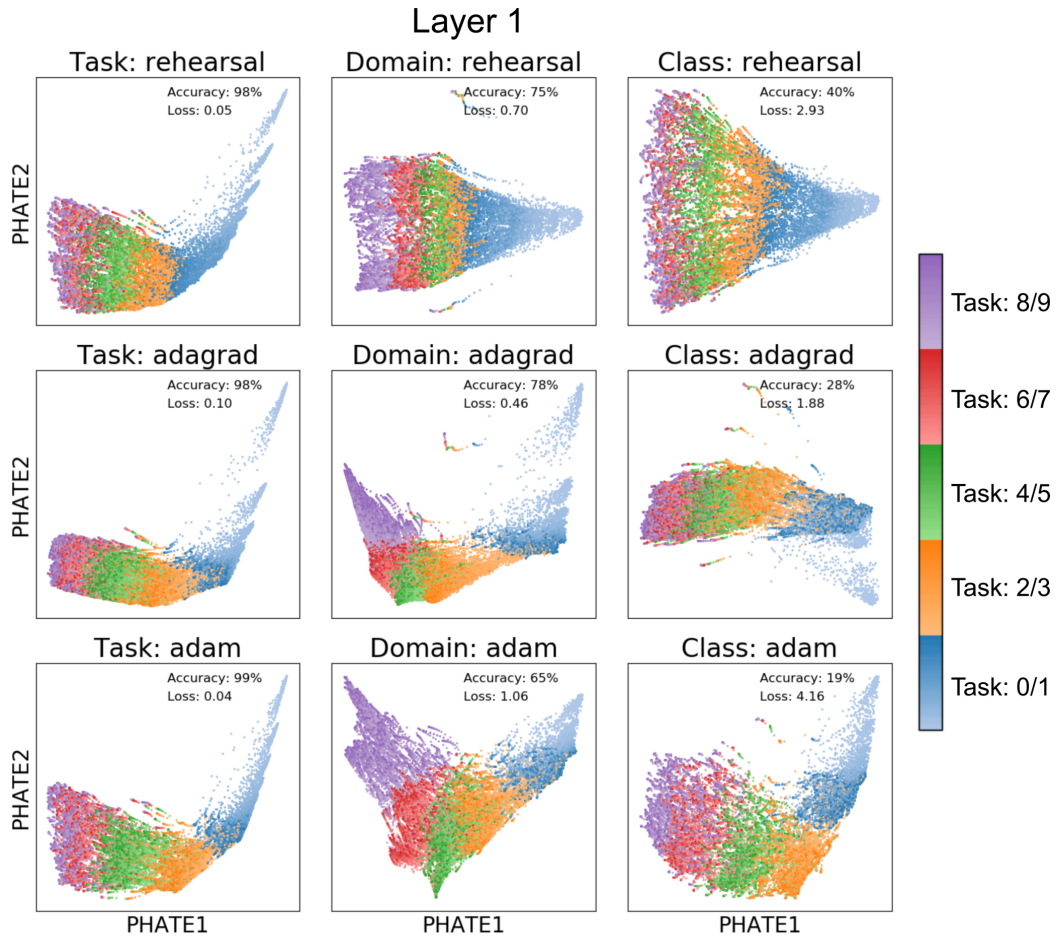 Layer 1
Task: rehearsal
Domain: rehearsal
Class: rehearsal
Accuracy: 98%
Loss: 0.05
Accuracy: 75%
Loss: 0.70
Accuracy: 40%
Loss: 2.93
PHATE2
Task: adagrad
Domain: adagrad
Class: adagrad
Accuracy: 98%
Loss: 0.10
Accuracy: 78%
Loss: 0.46
Accuracy: 28%
Loss: 1.88
PHATE2
Task: adam
Domain: adam
Class: adam
Accuracy: 99%
Loss: 0.04
Accuracy: 65%
Loss: 1.06
Accuracy: 19%
Loss: 4.16
PHATE2
PHATE1
PHATE1
PHATE1
Task: 8/9
Task: 6/7
Task: 4/5
Task: 2/3
Task: 0/1